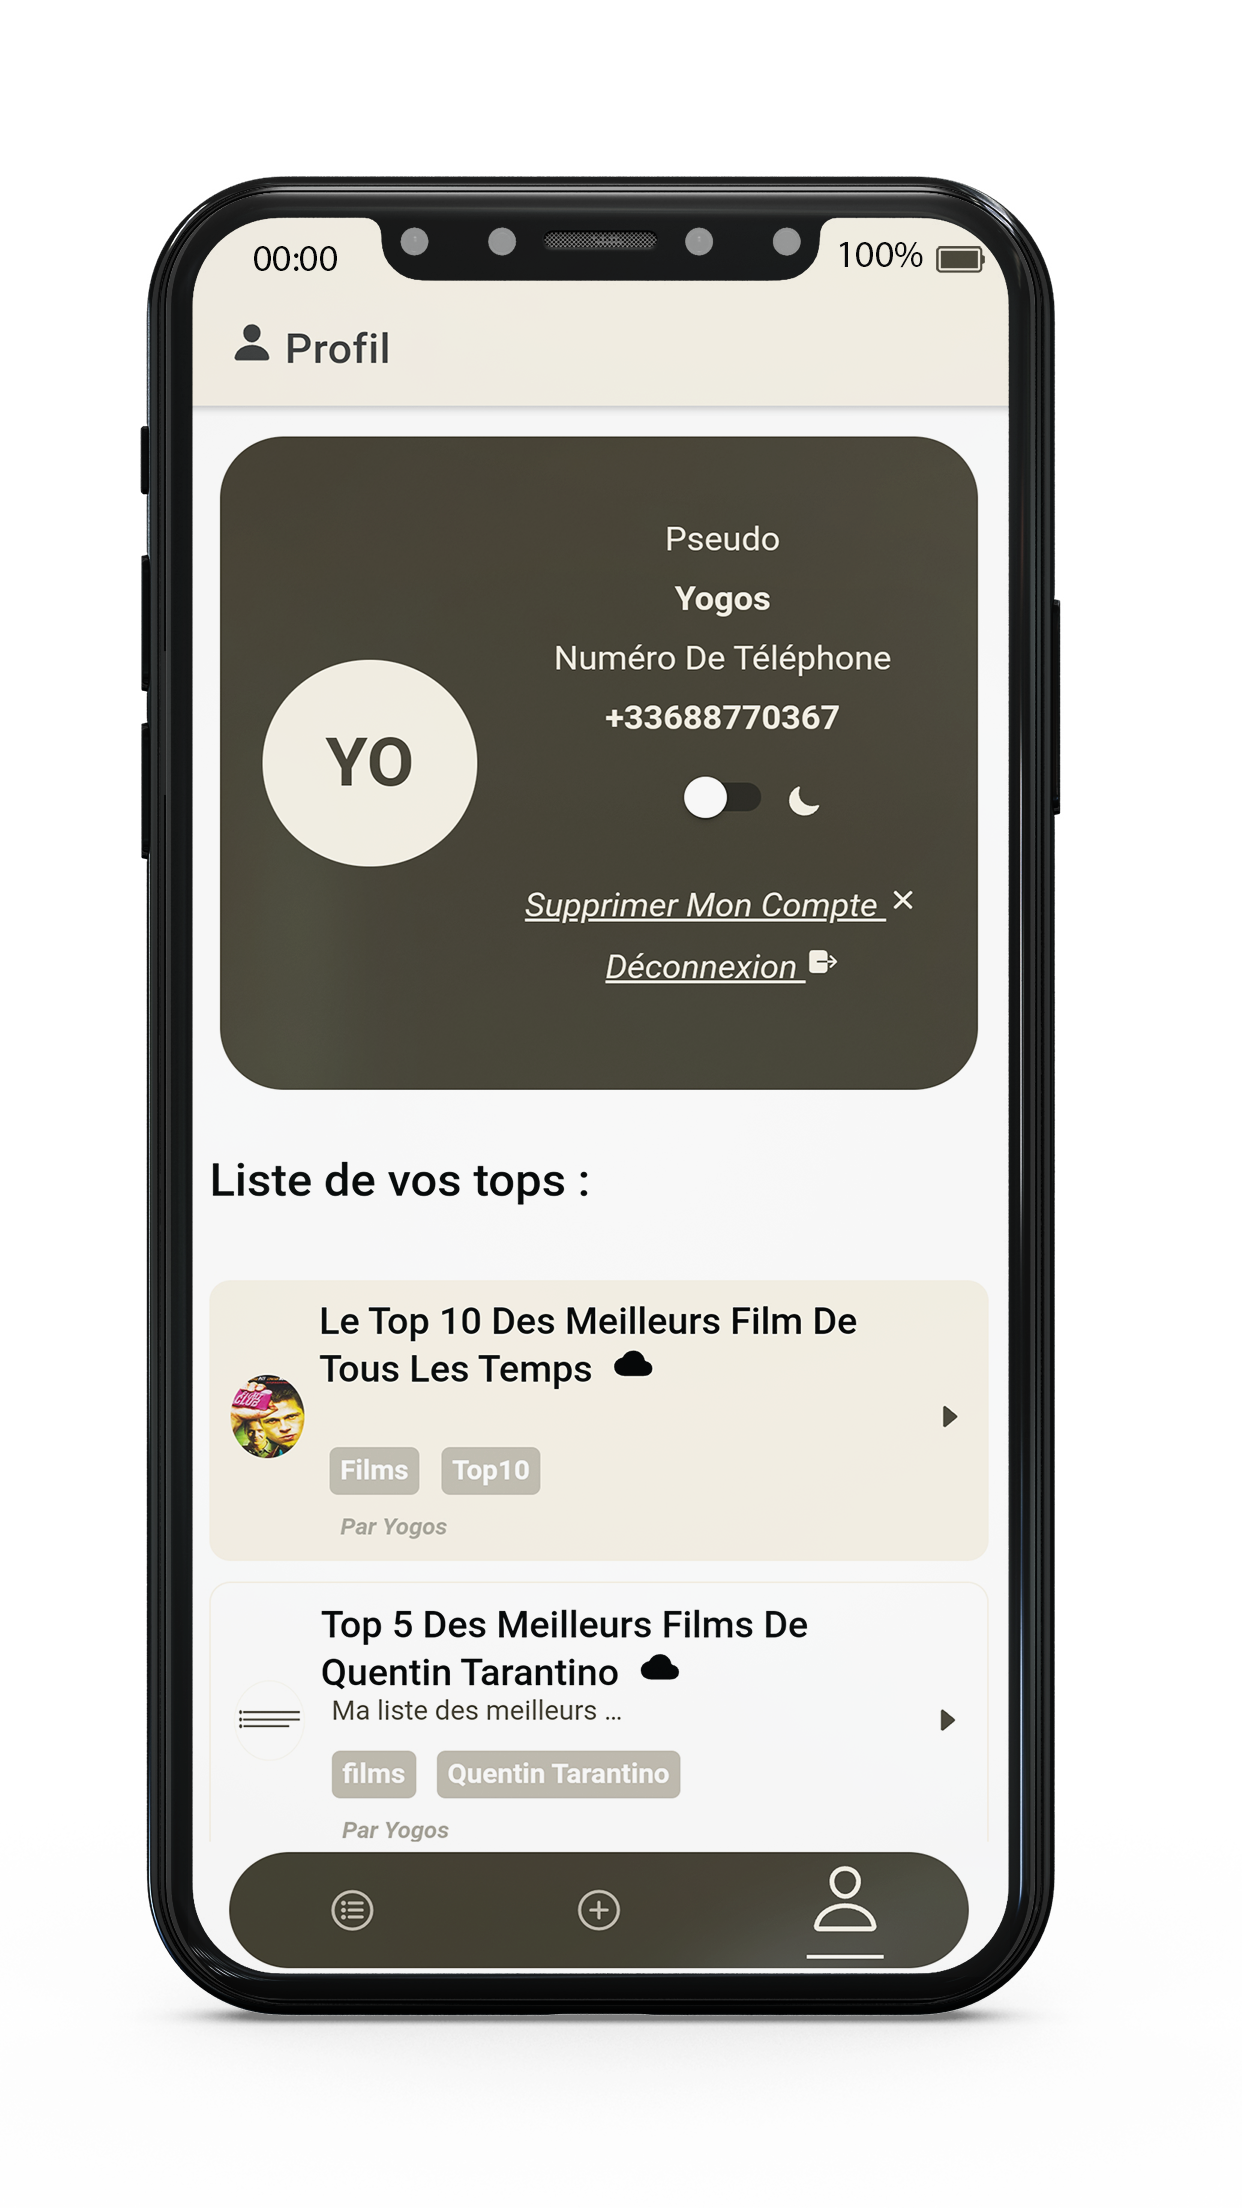 00:00
100%
Profil
Pseudo
Yogos
Numéro De Téléphone
+33688770367
YO
Supprimer Mon Compte
Déconnexion
Liste de vos tops :
Le Top 10 Des Meilleurs Film De
Tous Les Temps
FIGHT
CLUB
Films
Top10
Par Yogos
Top 5 Des Meilleurs Films De
Quentin Tarantino
Ma liste des meilleurs ...
films
Quentin Tarantino
Par Yogos